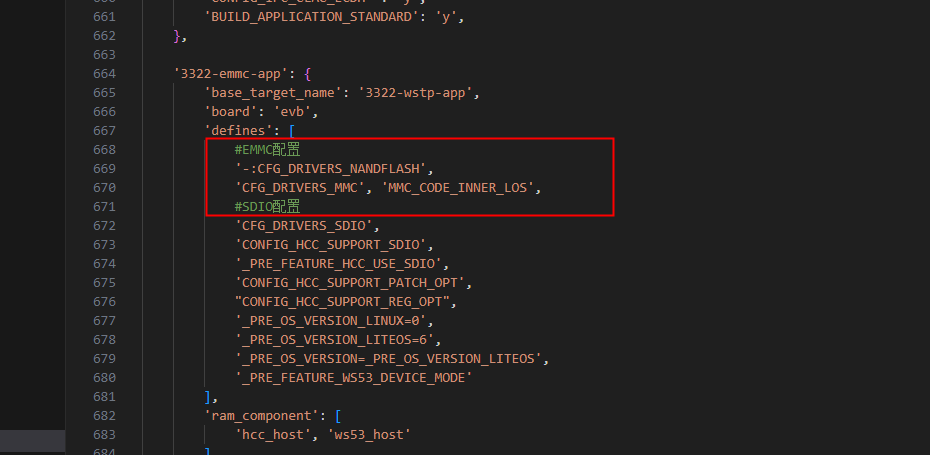 661 'BUILD_APPLICATION_STANDARD': 'y',
662 },
663
664 '3322-emmc-app': {
665 'base_target_name': '3322-wstp-app',
666 'board': 'evb',
667 'defines': [
668 #EMMC配置
669 '-:CFG_DRIVERS_NANDFLASH',
670 'CFG_DRIVERS_MMC', 'MMC_CODE_INNER_LOS',
671 #SDIO配置
672 'CFG_DRIVERS_SDIO',
673 'CONFIG_HCC_SUPPORT_SDIO',
674 '_PRE_FEATURE_HCC_USE_SDIO',
675 'CONFIG_HCC_SUPPORT_PATCH_OPT',
676 "CONFIG_HCC_SUPPORT_REG_OPT",
677 '_PRE_OS_VERSION_LINUX=0',
678 '_PRE_OS_VERSION_LITEOS=6',
679 '_PRE_OS_VERSION=_PRE_OS_VERSION_LITEOS',
680 '_PRE_FEATURE_WS53_DEVICE_MODE'
681 ],
682 'ram_component': [
683 'hcc_host', 'ws53_host'